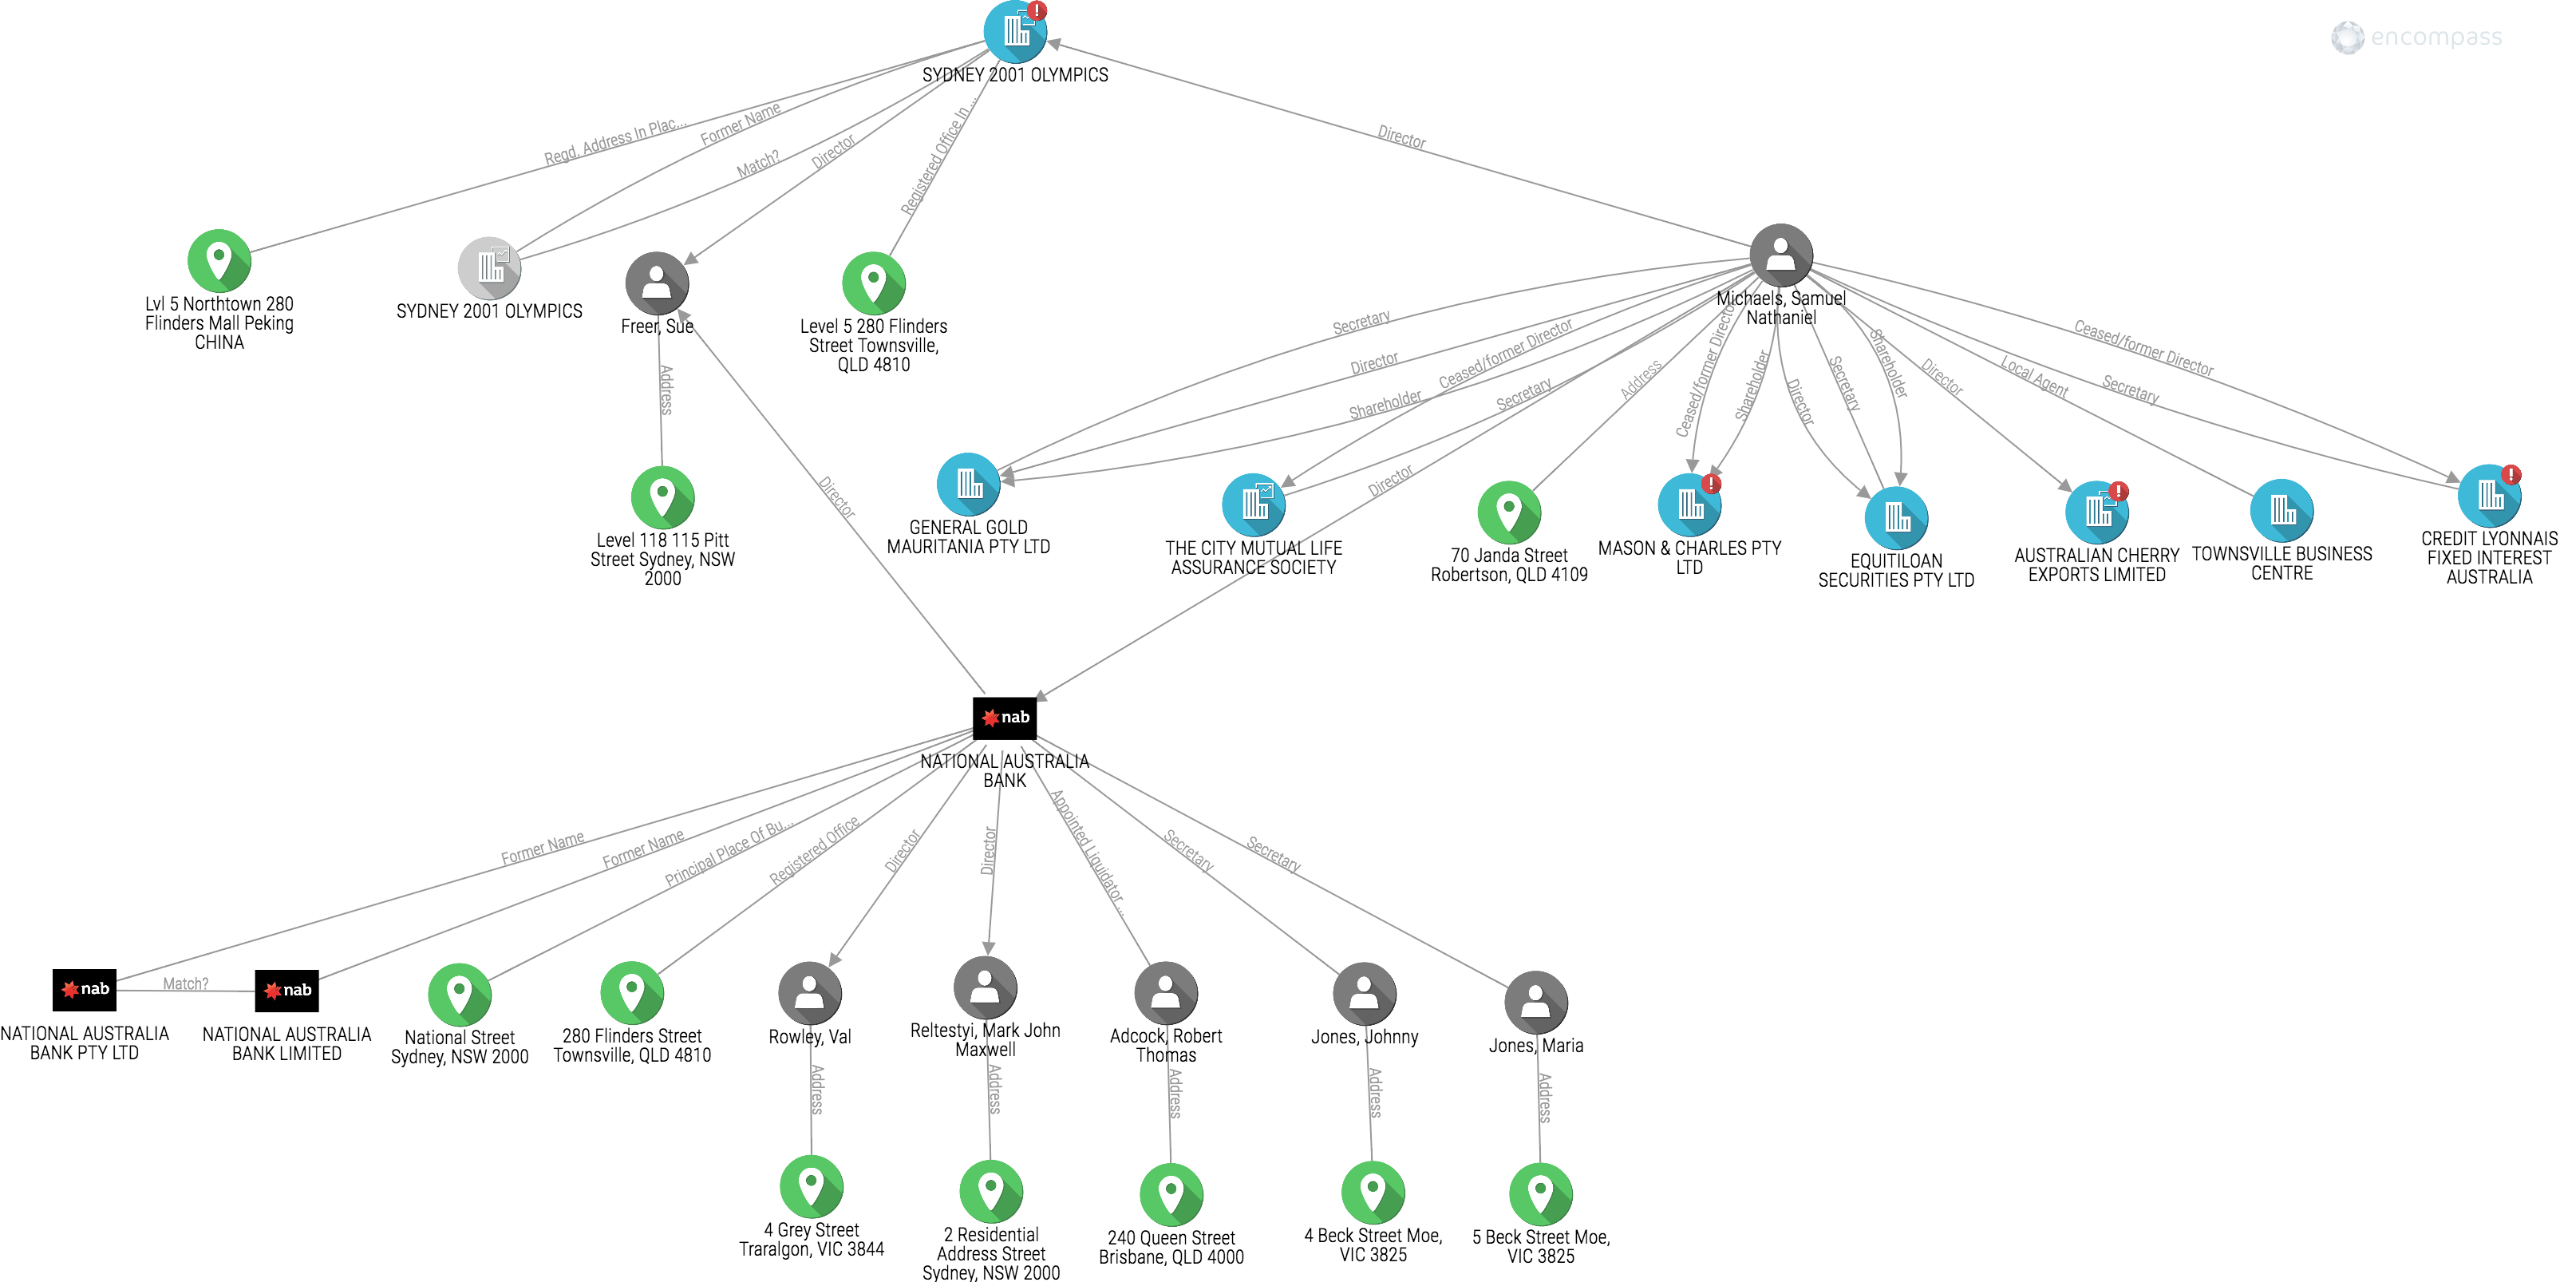 encompass
SYDNEY 2001 OLYMPICS
Regd. Address In Plac...
Former Name
Match?
Director
Registered Office In ...
Director
Lvl 5 Northtown 280
Flinders Mall Peking
CHINA
SYDNEY 2001 OLYMPICS
Freer, Sue
Level 5 280 Flinders
Street Townsville,
QLD 4810
Michaels, Samuel
Nathaniel
Address
Director
Secretary
Director
Shareholder
Ceased/former Director
Secretary
Director
Address
Ceased/former Director
Shareholder
Director
Secretary
Shareholder
Director
Local Agent
Secretary
Ceased/former Director
Level 118 115 Pitt
Street Sydney, NSW
2000
GENERAL GOLD
MAURITANIA PTY LTD
THE CITY MUTUAL LIFE
ASSURANCE SOCIETY
70 Janda Street
Robertson, QLD 4109
MASON & CHARLES PTY
LTD
EQUITILOAN
SECURITIES PTY LTD
AUSTRALIAN CHERRY
EXPORTS LIMITED
TOWNSVILLE BUSINESS
CENTRE
CREDIT LYONNAIS
FIXED INTEREST
AUSTRALIA
nab
NATIONAL AUSTRALIA
BANK
Former Name
Former Name
Principal Place Of Bu...
Registered Office
Director
Director
Appointed Liquidator ...
Secretary
Secretary
nab
Match?
nab
NATIONAL AUSTRALIA
BANK PTY LTD
NATIONAL AUSTRALIA
BANK LIMITED
National Street
Sydney, NSW 2000
280 Flinders Street
Townsville, QLD 4810
Rowley, Val
Reltestyi, Mark John
Maxwell
Adcock, Robert
Thomas
Jones, Johnny
Jones, Maria
Address
Address
Address
Address
Address
4 Grey Street
Traralgon, VIC 3844
2 Residential
Address Street
Sydney, NSW 2000
240 Queen Street
Brisbane, QLD 4000
4 Beck Street Moe,
VIC 3825
5 Beck Street Moe,
VIC 3825